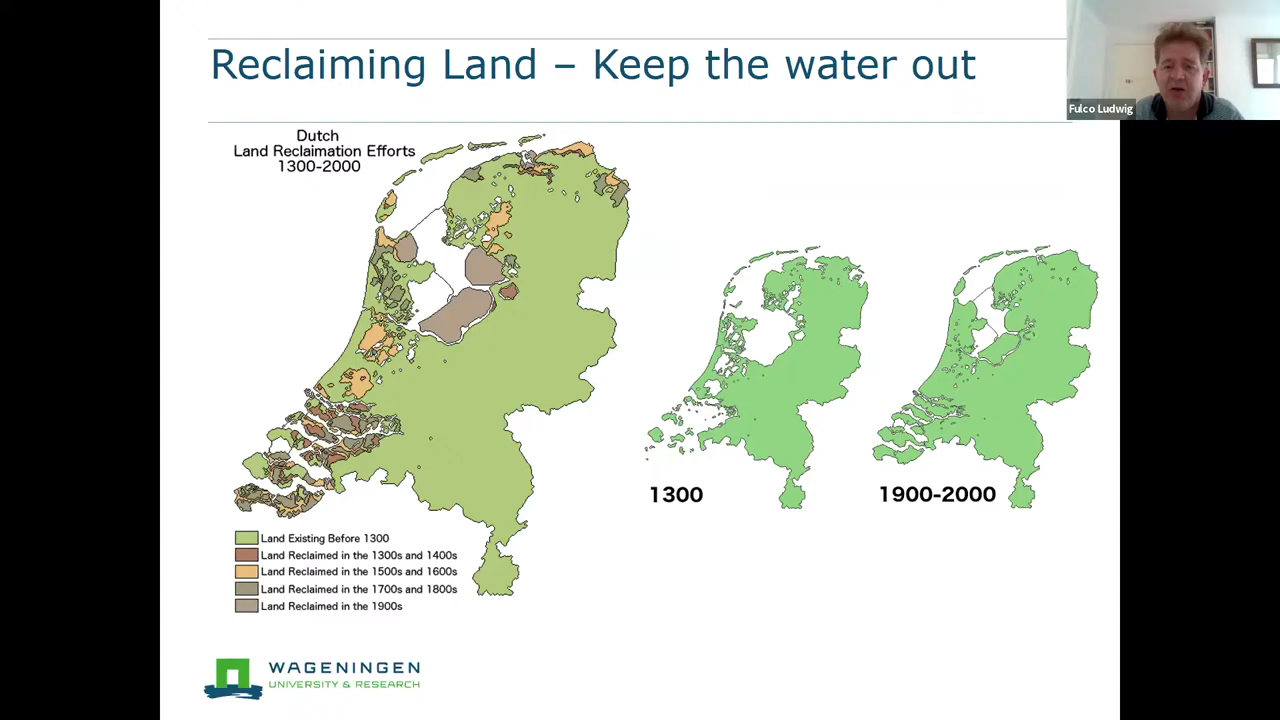 Reclaiming Land – Keep the water out
Fulco Ludwig
Dutch
Land Reclaimation Efforts
1300-2000
1300
1900-2000
Land Existing Before 1300
Land Reclaimed in the 1300s and 1400s
Land Reclaimed in the 1500s and 1600s
Land Reclaimed in the 1700s and 1800s
Land Reclaimed in the 1900s
WAGENINGEN
UNIVERSITY & RESEARCH